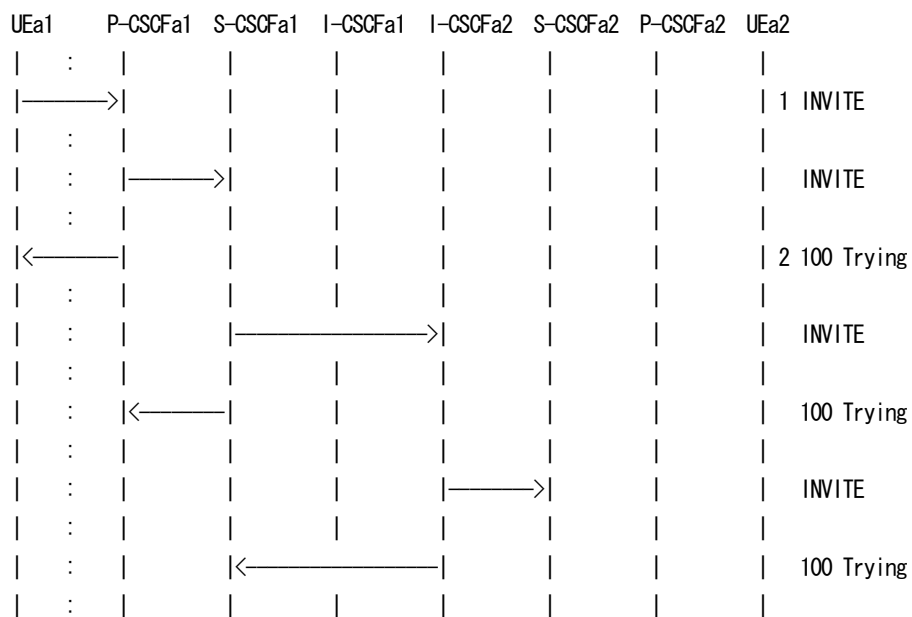 UEa1 P-CSCFa1 S-CSCFa1 I-CSCFa1 I-CSCFa2 S-CSCFa2 P-CSCFa2 UEa2
| : | | | | | | |
|-------->| | | | | | | 1 INVITE
| : | | | | | | |
| : |-------->| | | | | | INVITE
| : | | | | | | |
|<--------| | | | | | | 2 100 Trying
| : | | | | | | |
| : | |------------------>| | | | INVITE
| : | | | | | | |
| : |<--------| | | | | | 100 Trying
| : | | | | | | |
| : | | | |-------->| | | INVITE
| : | | | | | | |
| : | |<------------------| | | | 100 Trying
| : | | | | | | |